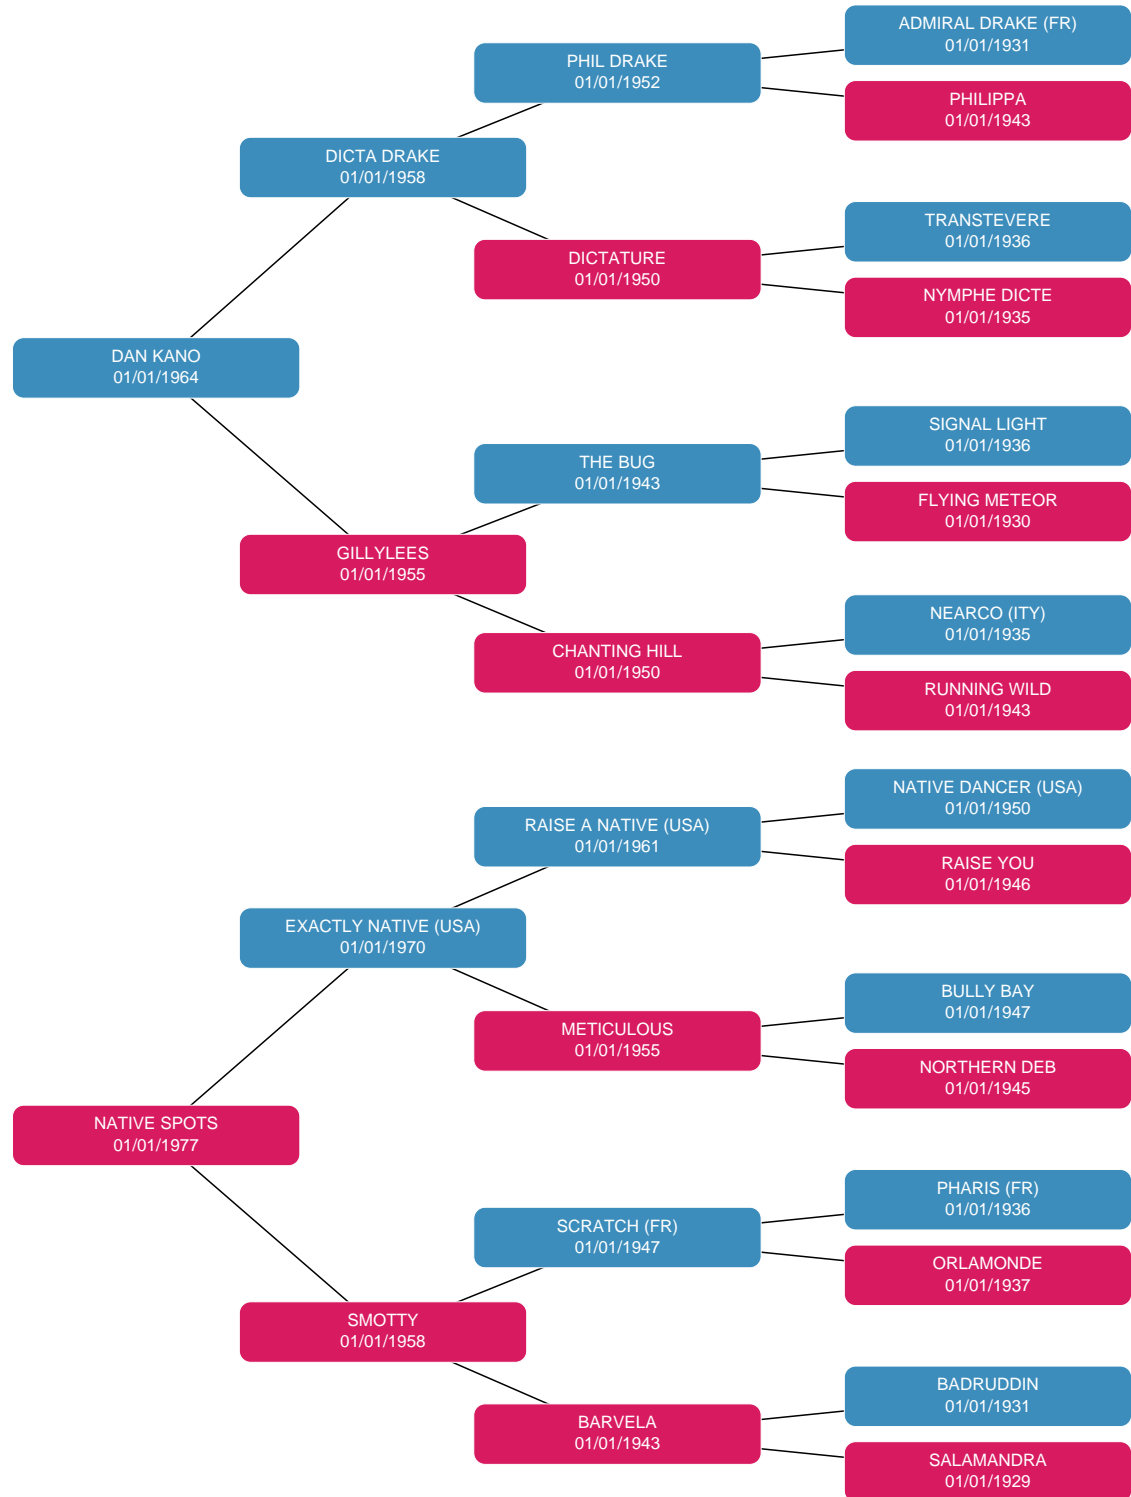 ADMIRAL DRAKE (FR)
01/01/1931
PHIL DRAKE
01/01/1952
PHILIPPA
01/01/1943
DICTA DRAKE
01/01/1958
TRANSTEVERE
01/01/1936
DICTATURE
01/01/1950
NYMPHE DICTE
01/01/1935
DAN KANO
01/01/1964
SIGNAL LIGHT
01/01/1936
THE BUG
01/01/1943
FLYING METEOR
01/01/1930
GILLYLEES
01/01/1955
NEARCO (ITY)
01/01/1935
CHANTING HILL
01/01/1950
RUNNING WILD
01/01/1943
NATIVE DANCER (USA)
01/01/1950
RAISE A NATIVE (USA)
01/01/1961
RAISE YOU
01/01/1946
EXACTLY NATIVE (USA)
01/01/1970
BULLY BAY
01/01/1947
METICULOUS
01/01/1955
NORTHERN DEB
01/01/1945
NATIVE SPOTS
01/01/1977
PHARIS (FR)
01/01/1936
SCRATCH (FR)
01/01/1947
ORLAMONDE
01/01/1937
SMOTTY
01/01/1958
BADRUDDIN
01/01/1931
BARVELA
01/01/1943
SALAMANDRA
01/01/1929